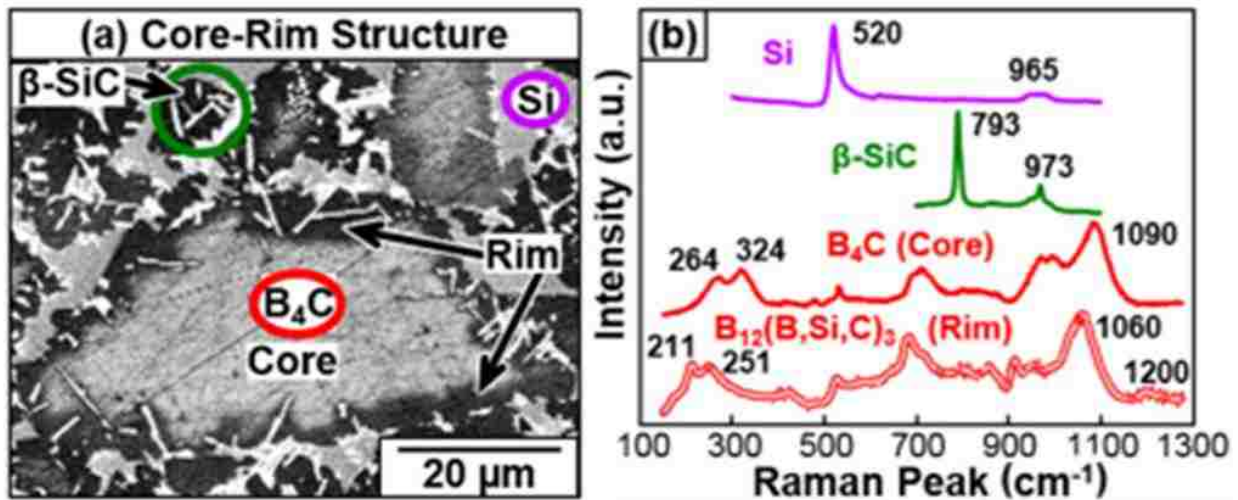 (a) Core-Rim Structure
β-SiC
Si
Rim
B₄C
Core
20 µm
(b)
Si
520
965
β-SiC
793
973
B₄C (Core)
264
324
1090
B₁₂(B,Si,C)₃ (Rim)
211
251
1060
1200
Intensity (a.u.)
100 300 500 700 900 1100 1300
Raman Peak (cm⁻¹)